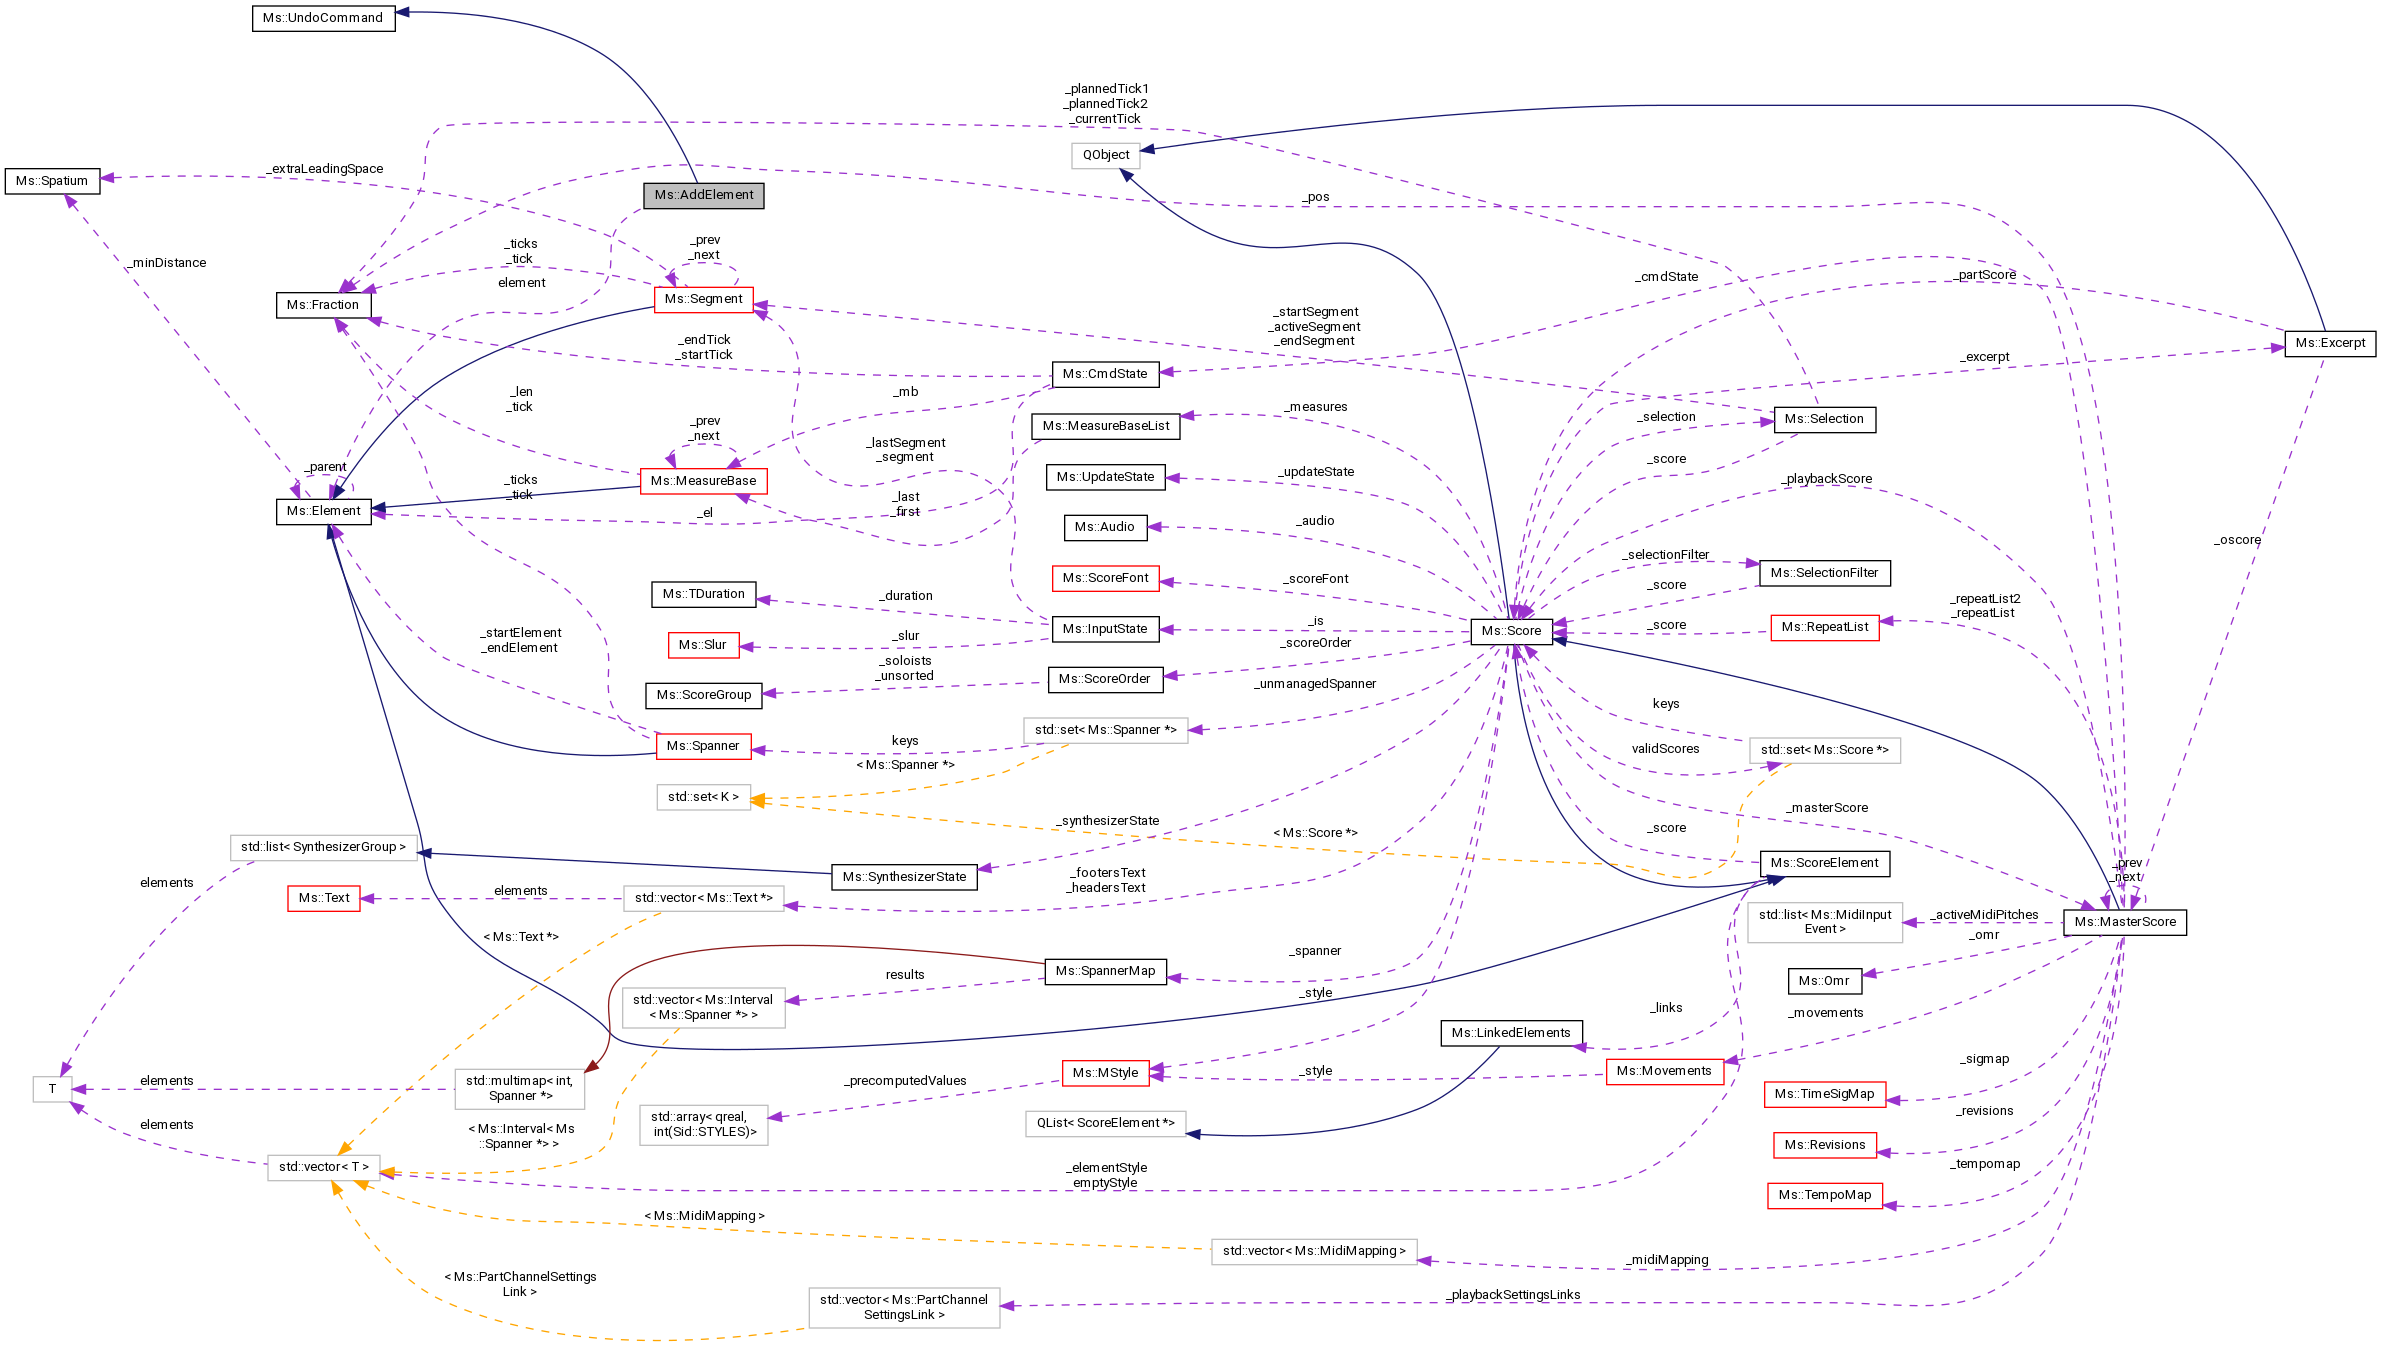 Ms::UndoCommand
_plannedTick1
_plannedTick2
_currentTick
QObject
_extraLeadingSpace
Ms::Spatium
Ms::AddElement
_pos
_ticks
_tick
_prev
_next
_minDistance
element
_cmdState
_partScore
Ms::Fraction
Ms::Segment
_startSegment
_activeSegment
_endSegment
_endTick
_startTick
Ms::Excerpt
_excerpt
Ms::CmdState
_len
_tick
_mb
_measures
_selection
Ms::Selection
_prev
_next
Ms::MeasureBaseList
_lastSegment
_segment
_score
_parent
_ticks
_tick
Ms::MeasureBase
Ms::UpdateState
_updateState
_playbackScore
_last
_first
Ms::Element
_el
Ms::Audio
_audio
_oscore
_selectionFilter
Ms::SelectionFilter
Ms::ScoreFont
_scoreFont
_score
Ms::TDuration
_duration
_repeatList2
_repeatList
Ms::InputState
_is
Ms::Score
_score
Ms::RepeatList
_startElement
_endElement
Ms::Slur
_slur
_scoreOrder
_soloists
_unsorted
Ms::ScoreGroup
Ms::ScoreOrder
_unmanagedSpanner
keys
std::set< Ms::Spanner *>
Ms::Spanner
keys
validScores
std::set< Ms::Score *>
< Ms::Spanner *>
std::set< K >
_masterScore
_synthesizerState
< Ms::Score *>
_score
std::list< SynthesizerGroup >
Ms::SynthesizerState
Ms::ScoreElement
_prev
_next
elements
_footersText
_headersText
Ms::Text
elements
std::vector< Ms::Text *>
std::list< Ms::MidiInput
Event >
_activeMidiPitches
Ms::MasterScore
< Ms::Text *>
_omr
_spanner
Ms::SpannerMap
results
Ms::Omr
std::vector< Ms::Interval
< Ms::Spanner *> >
_style
_links
_movements
Ms::LinkedElements
_sigmap
T
elements
std::multimap< int,
Spanner *>
Ms::MStyle
_precomputedValues
_style
Ms::Movements
Ms::TimeSigMap
elements
< Ms::Interval< Ms
::Spanner *> >
std::array< qreal,
int(Sid::STYLES)>
QList< ScoreElement *>
_revisions
Ms::Revisions
std::vector< T >
_elementStyle
emptyStyle
_tempomap
Ms::TempoMap
< Ms::MidiMapping >
std::vector< Ms::MidiMapping >
_midiMapping
< Ms::PartChannelSettings
Link >
std::vector< Ms::PartChannel
SettingsLink >
_playbackSettingsLinks